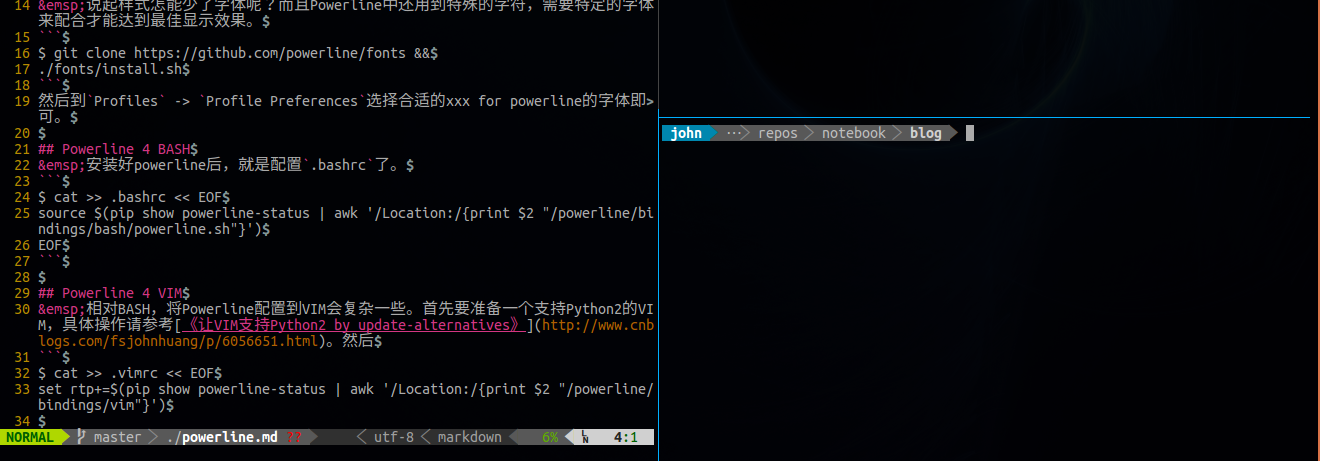 14 &emsp;说起样式怎能少了字体呢？而且Powerline中还用到特殊的字符，需要特定的字体
来配合才能达到最佳显示效果。$
15 ```$
16 $ git clone https://github.com/powerline/fonts &&$
17 ./fonts/install.sh$
18 ```$
19 然后到`Profiles` -> `Profile Preferences`选择合适的xxx for powerline的字体即>
可。$
20 $
21 ## Powerline 4 BASH$
22 &emsp;安装好powerline后，就是配置`.bashrc`了。$
23 ```$
24 $ cat >> .bashrc << EOF$
25 source $(pip show powerline-status | awk '/Location:/{print $2 "/powerline/bi
ndings/bash/powerline.sh"}')$
26 EOF$
27 ```$
28 $
29 ## Powerline 4 VIM$
30 &emsp;相对BASH，将Powerline配置到VIM会复杂一些。首先要准备一个支持Python2的VI
M，具体操作请参考[《让VIM支持Python2 by update-alternatives》](http://www.cnb
logs.com/fsjohnhuang/p/6056651.html)。然后$
31 ```$
32 $ cat >> .vimrc << EOF$
33 set rtp+=$(pip show powerline-status | awk '/Location:/{print $2 "/powerline/
bindings/vim"}')$
34 $
NORMAL master ./powerline.md ?? utf-8 markdown 6% LN 4:1
john ⋯ repos notebook blog